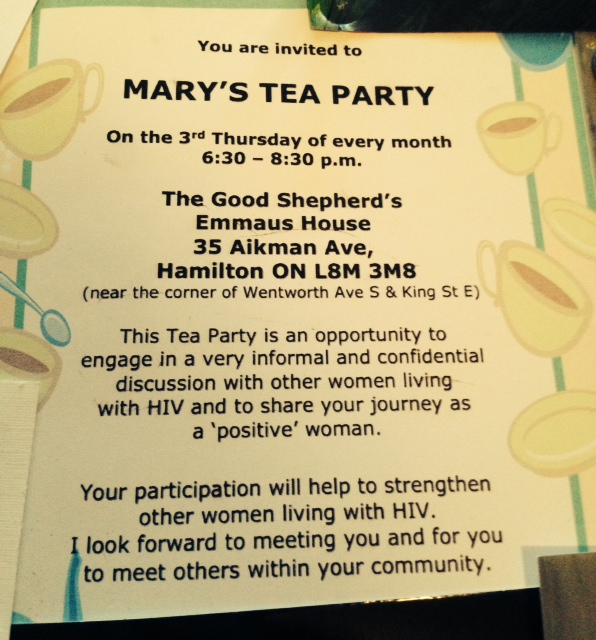 You are invited to
MARY'S TEA PARTY
On the 3rd Thursday of every month
6:30 – 8:30 p.m.
The Good Shepherd's
Emmaus House
35 Aikman Ave,
Hamilton ON L8M 3M8
(near the corner of Wentworth Ave S & King St E)
This Tea Party is an opportunity to
engage in a very informal and confidential
discussion with other women living
with HIV and to share your journey as
a 'positive' woman.
Your participation will help to strengthen
other women living with HIV.
I look forward to meeting you and for you
to meet others within your community.